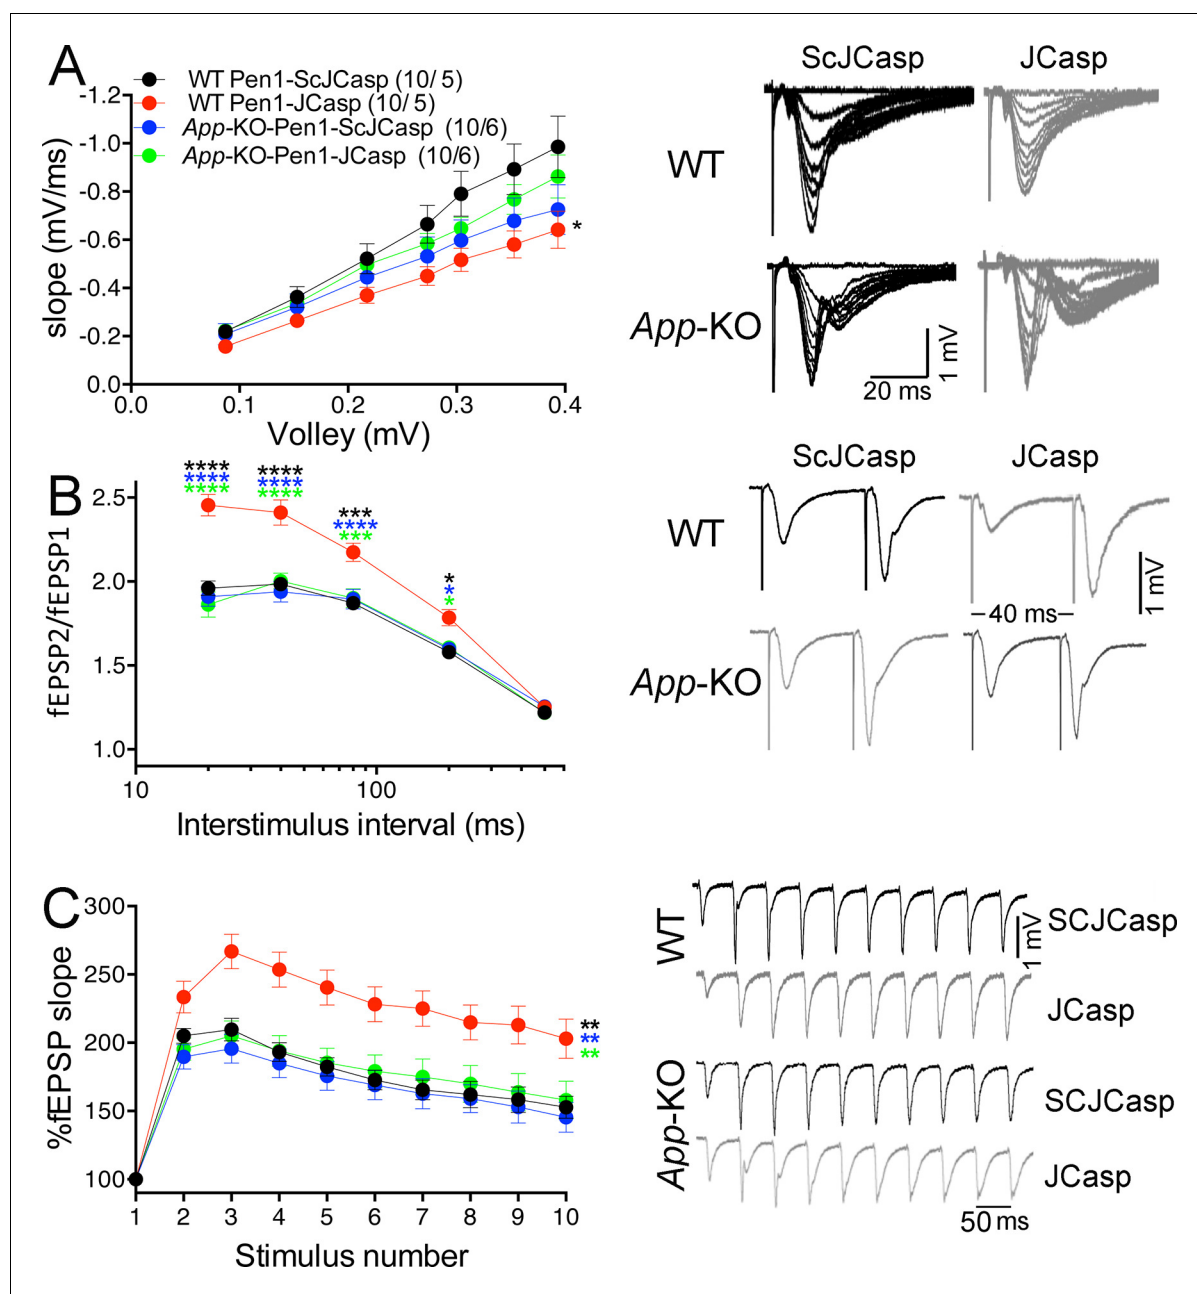 A
WT Pen1-ScJCasp (10/ 5)
WT Pen1-JCasp (10/ 5)
App-KO-Pen1-ScJCasp (10/6)
App-KO-Pen1-JCasp (10/6)
-1.2
-1.0
-0.8
-0.6
-0.4
-0.2
0.0
slope (mV/ms)
*
0.0 0.1 0.2 0.3 0.4
Volley (mV)
ScJCasp JCasp
WT
App-KO
1 mV
20 ms
B
**** **** *** *
**** **** **** *
**** **** *** *
2.5
2.0
1.5
1.0
fEPSP2/fEPSP1
10 100
Interstimulus interval (ms)
ScJCasp JCasp
WT
1 mV
40 ms
App-KO
C
300
250
200
150
100
%fEPSP slope
**
**
**
1 2 3 4 5 6 7 8 9 10
Stimulus number
WT
SCJCasp
1 mV
JCasp
App-KO
SCJCasp
JCasp
50 ms